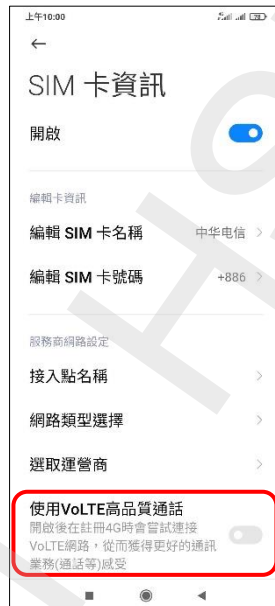 上午10:00
SIM 卡資訊
開啟
編輯卡資訊
編輯 SIM 卡名稱 中华电信
編輯 SIM 卡號碼 +886
服務商網路設定
接入點名稱
網路類型選擇
選取運營商
使用VoLTE高品質通話
開啟後在註冊4G時會嘗試連接
VoLTE網路，從而獲得更好的通訊
業務(通話等)感受